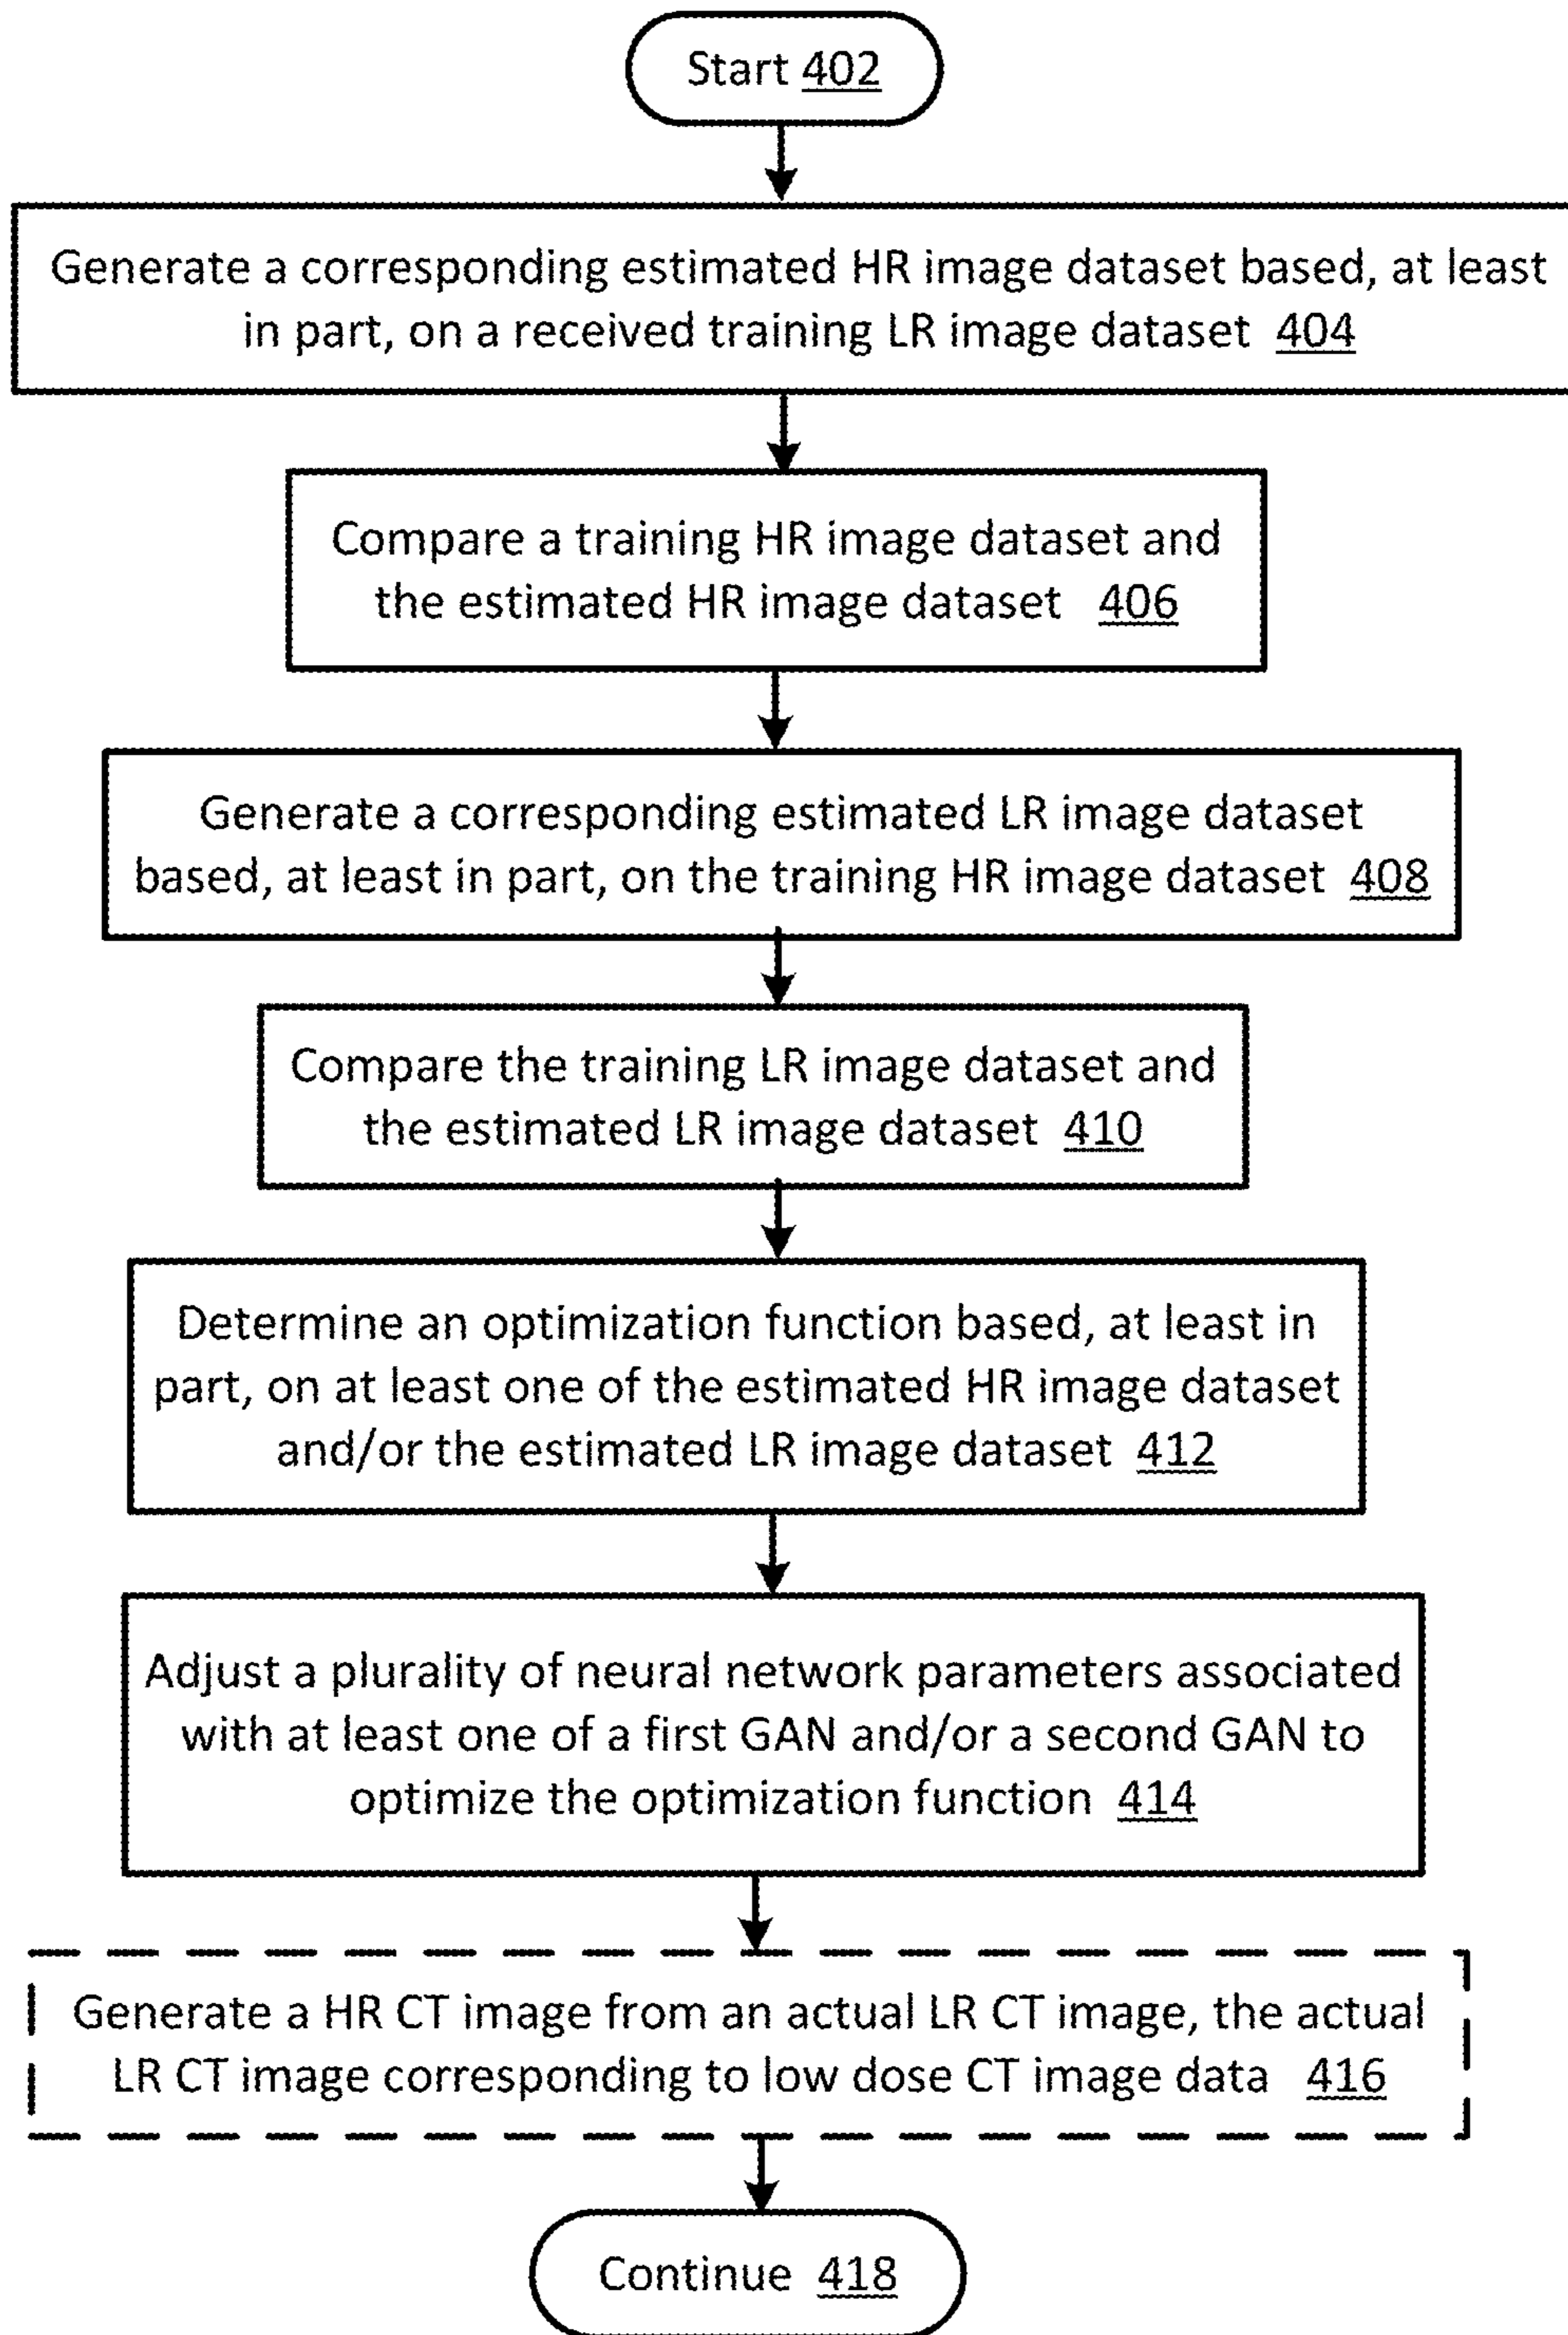 Start 402
Generate a corresponding estimated HR image dataset based, at least
in part, on a received training LR image dataset 404
Compare a training HR image dataset and
the estimated HR image dataset 406
Generate a corresponding estimated LR image dataset
based, at least in part, on the training HR image dataset 408
Compare the training LR image dataset and
the estimated LR image dataset 410
Determine an optimization function based, at least in
part, on at least one of the estimated HR image dataset
and/or the estimated LR image dataset 412
Adjust a plurality of neural network parameters associated
with at least one of a first GAN and/or a second GAN to
optimize the optimization function 414
Generate a HR CT image from an actual LR CT image, the actual
LR CT image corresponding to low dose CT image data 416
Continue 418